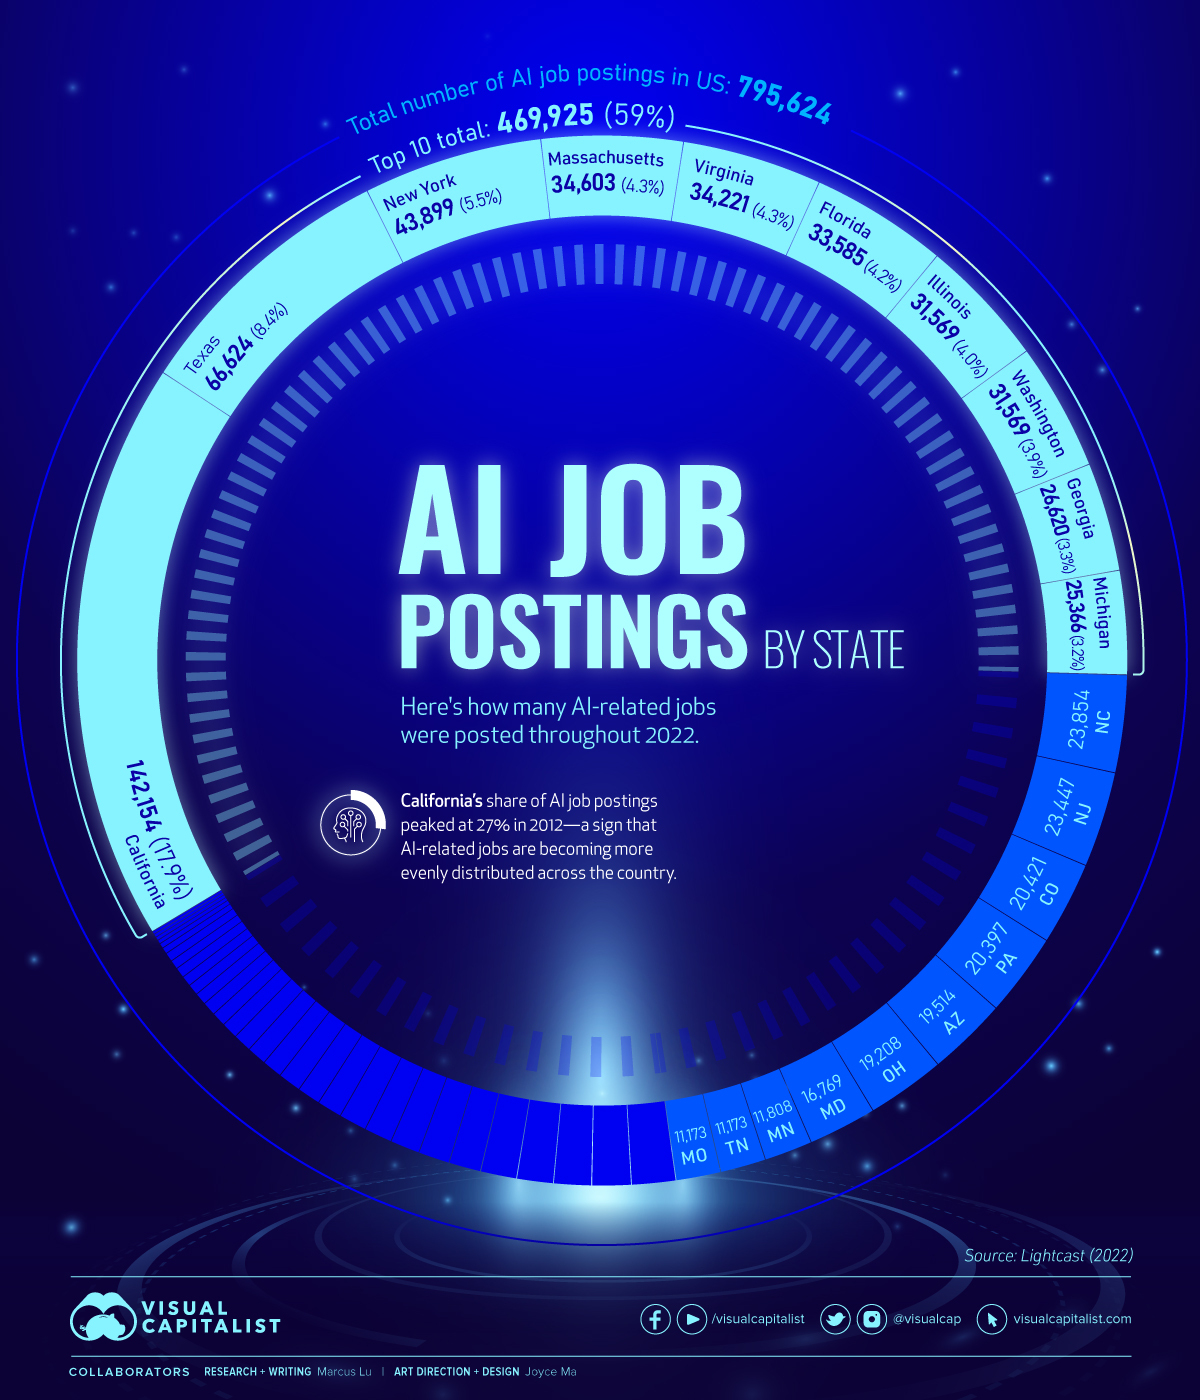 Total number of AI job postings in US: 795,624
Top 10 total: 469,925 (59%)
California
142,154 (17.9%)
Texas
66,624 (8.4%)
New York
43,899 (5.5%)
Massachusetts
34,603 (4.3%)
Virginia
34,221 (4.3%)
Florida
33,585 (4.2%)
Illinois
31,569 (4.0%)
Washington
31,569 (3.9%)
Georgia
26,620 (3.3%)
Michigan
25,366 (3.2%)
23,854
NC
23,447
NJ
20,421
CO
20,397
PA
19,514
AZ
19,208
OH
16,769
MD
11,808
MN
11,173
TN
11,173
MO
AI JOB
POSTINGS BY STATE
Here's how many AI-related jobs
were posted throughout 2022.
California's share of AI job postings
peaked at 27% in 2012—a sign that
AI-related jobs are becoming more
evenly distributed across the country.
Source: Lightcast (2022)
VISUAL
CAPITALIST
/visualcapitalist
@visualcap
visualcapitalist.com
COLLABORATORS RESEARCH + WRITING Marcus Lu | ART DIRECTION + DESIGN Joyce Ma